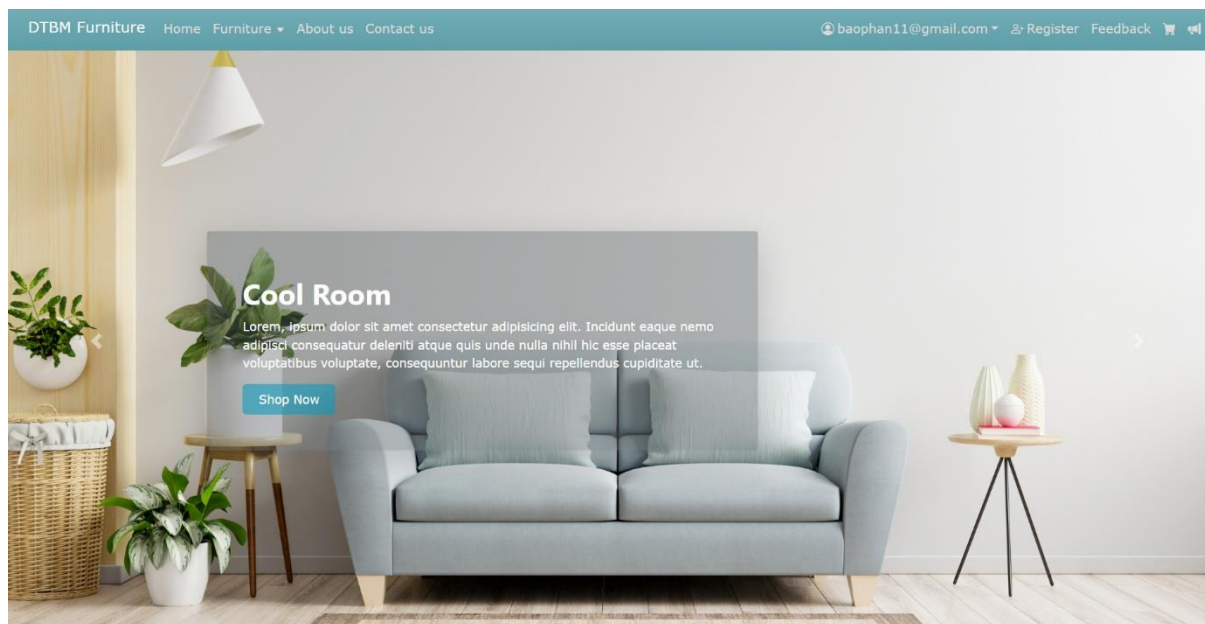 DTBM Furniture Home Furniture About us Contact us baophan11@gmail.com Register Feedback
Cool Room
Lorem, ipsum dolor sit amet consectetur adipisicing elit. Incidunt eaque nemo
adipisci consequatur deleniti atque quis unde nulla nihil hic esse placeat
voluptatibus voluptate, consequuntur labore sequi repellendus cupiditate ut.
Shop Now